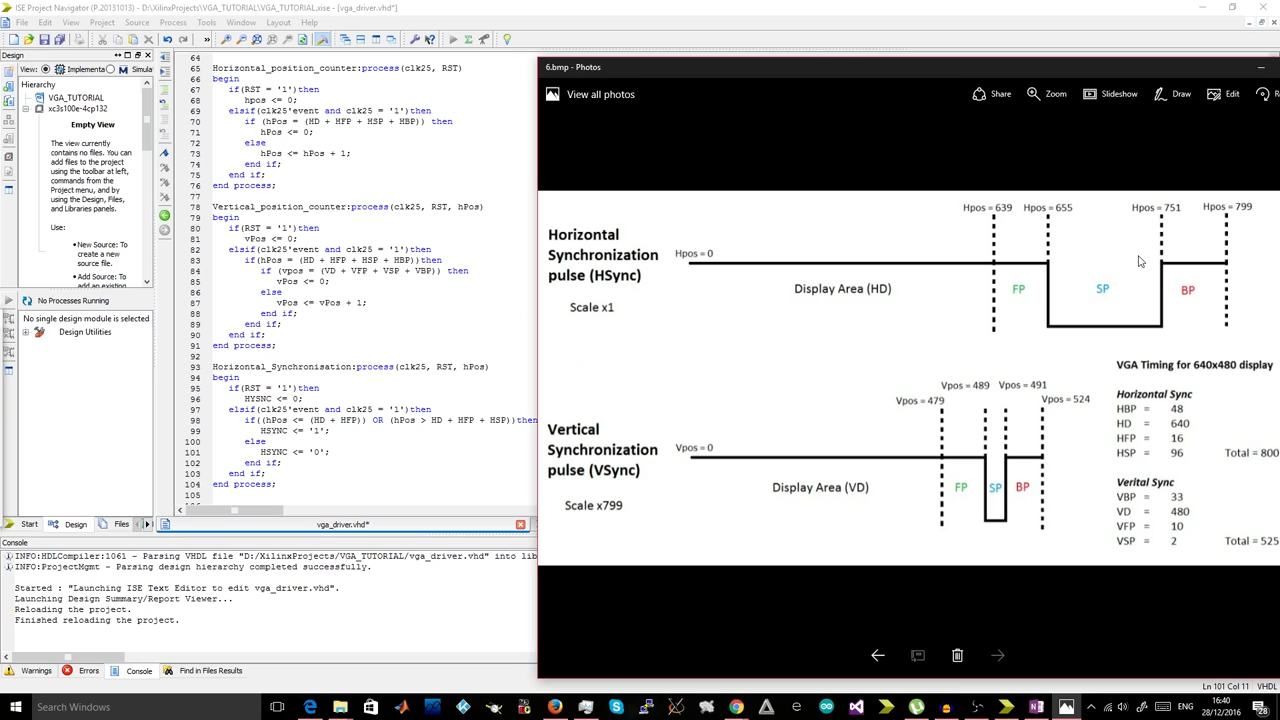 ISE Project Navigator (P.20131013) - D:\XilinxProjects\VGA_TUTORIAL\VGA_TUTORIAL.xise - [vga_driver.vhd*]
File Edit View Project Source Process Tools Window Layout Help
Design
View: Implementa Simul
Hierarchy
VGA_TUTORIAL
xc3s100e-4cp132
Empty View
The view currently
contains no files. You can
add files to the project
using the toolbar at left,
commands from the
Project menu, and by
using the Design, Files,
and Libraries panels.
Use:
• New Source: To
create a new
source file.
• Add Source: To
No Processes Running
No single design module is selected
Design Utilities
Start Design Files
64
65 Horizontal_position_counter:process(clk25, RST)
66 begin
67 if(RST = '1')then
68 hpos <= 0;
69 elsif(clk25'event and clk25 = '1')then
70 if (hPos = (HD + HFP + HSP + HBP)) then
71 hPos <= 0;
72 else
73 hPos <= hPos + 1;
74 end if;
75 end if;
76 end process;
77
78 Vertical_position_counter:process(clk25, RST, hPos)
79 begin
80 if(RST = '1')then
81 vPos <= 0;
82 elsif(clk25'event and clk25 = '1')then
83 if(hPos = (HD + HFP + HSP + HBP))then
84 if (vpos = (VD + VFP + VSP + VBP)) then
85 vPos <= 0;
86 else
87 vPos <= vPos + 1;
88 end if;
89 end if;
90 end if;
91 end process;
92
93 Horizontal_Synchronisation:process(clk25, RST, hPos)
94 begin
95 if(RST = '1')then
96 HYSNC <= 0;
97 elsif(clk25'event and clk25 = '1')then
98 if((hPos <= (HD + HFP)) OR (hPos > HD + HFP + HSP))then
99 HSYNC <= '1';
100 else
101 HSYNC <= '0';
102 end if;
103 end if;
104 end process;
105
vga_driver.vhd*
6.bmp - Photos
View all photos
Share Zoom Slideshow Draw Edit
Hpos = 639 Hpos = 655 Hpos = 751 Hpos = 799
Horizontal
Synchronization
pulse (HSync)
Scale x1
Hpos = 0
Display Area (HD) FP SP BP
VGA Timing for 640x480 display
Horizontal Sync
HBP = 48
HD = 640
HFP = 16
HSP = 96 Total = 800
Verital Sync
VBP = 33
VD = 480
VFP = 10
VSP = 2 Total = 525
Vpos = 479 Vpos = 489 Vpos = 491 Vpos = 524
Vertical
Synchronization
pulse (VSync)
Scale x799
Vpos = 0
Display Area (VD) FP SP BP
Console
INFO:HDLCompiler:1061 - Parsing VHDL file "D:/XilinxProjects/VGA_TUTORIAL/vga_driver.vhd" into lib
INFO:ProjectMgmt - Parsing design hierarchy completed successfully.
Started : "Launching ISE Text Editor to edit vga_driver.vhd".
Launching Design Summary/Report Viewer...
Reloading the project.
Finished reloading the project.
Console Errors Warnings Find in Files Results
Ln 101 Col 11 VHDL
Search Windows
ENG
16:40
28/12/2016